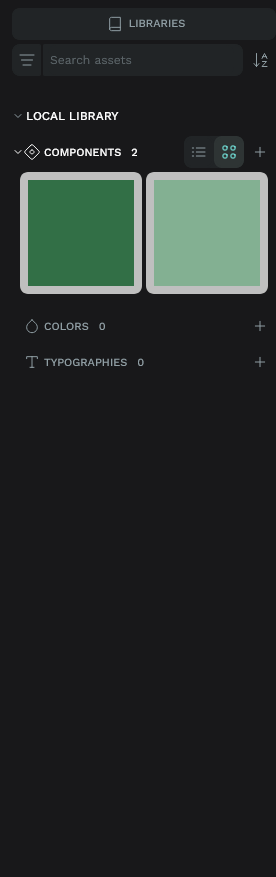 LIBRARIES
Search assets
LOCAL LIBRARY
COMPONENTS 2
COLORS 0
TYPOGRAPHIES 0